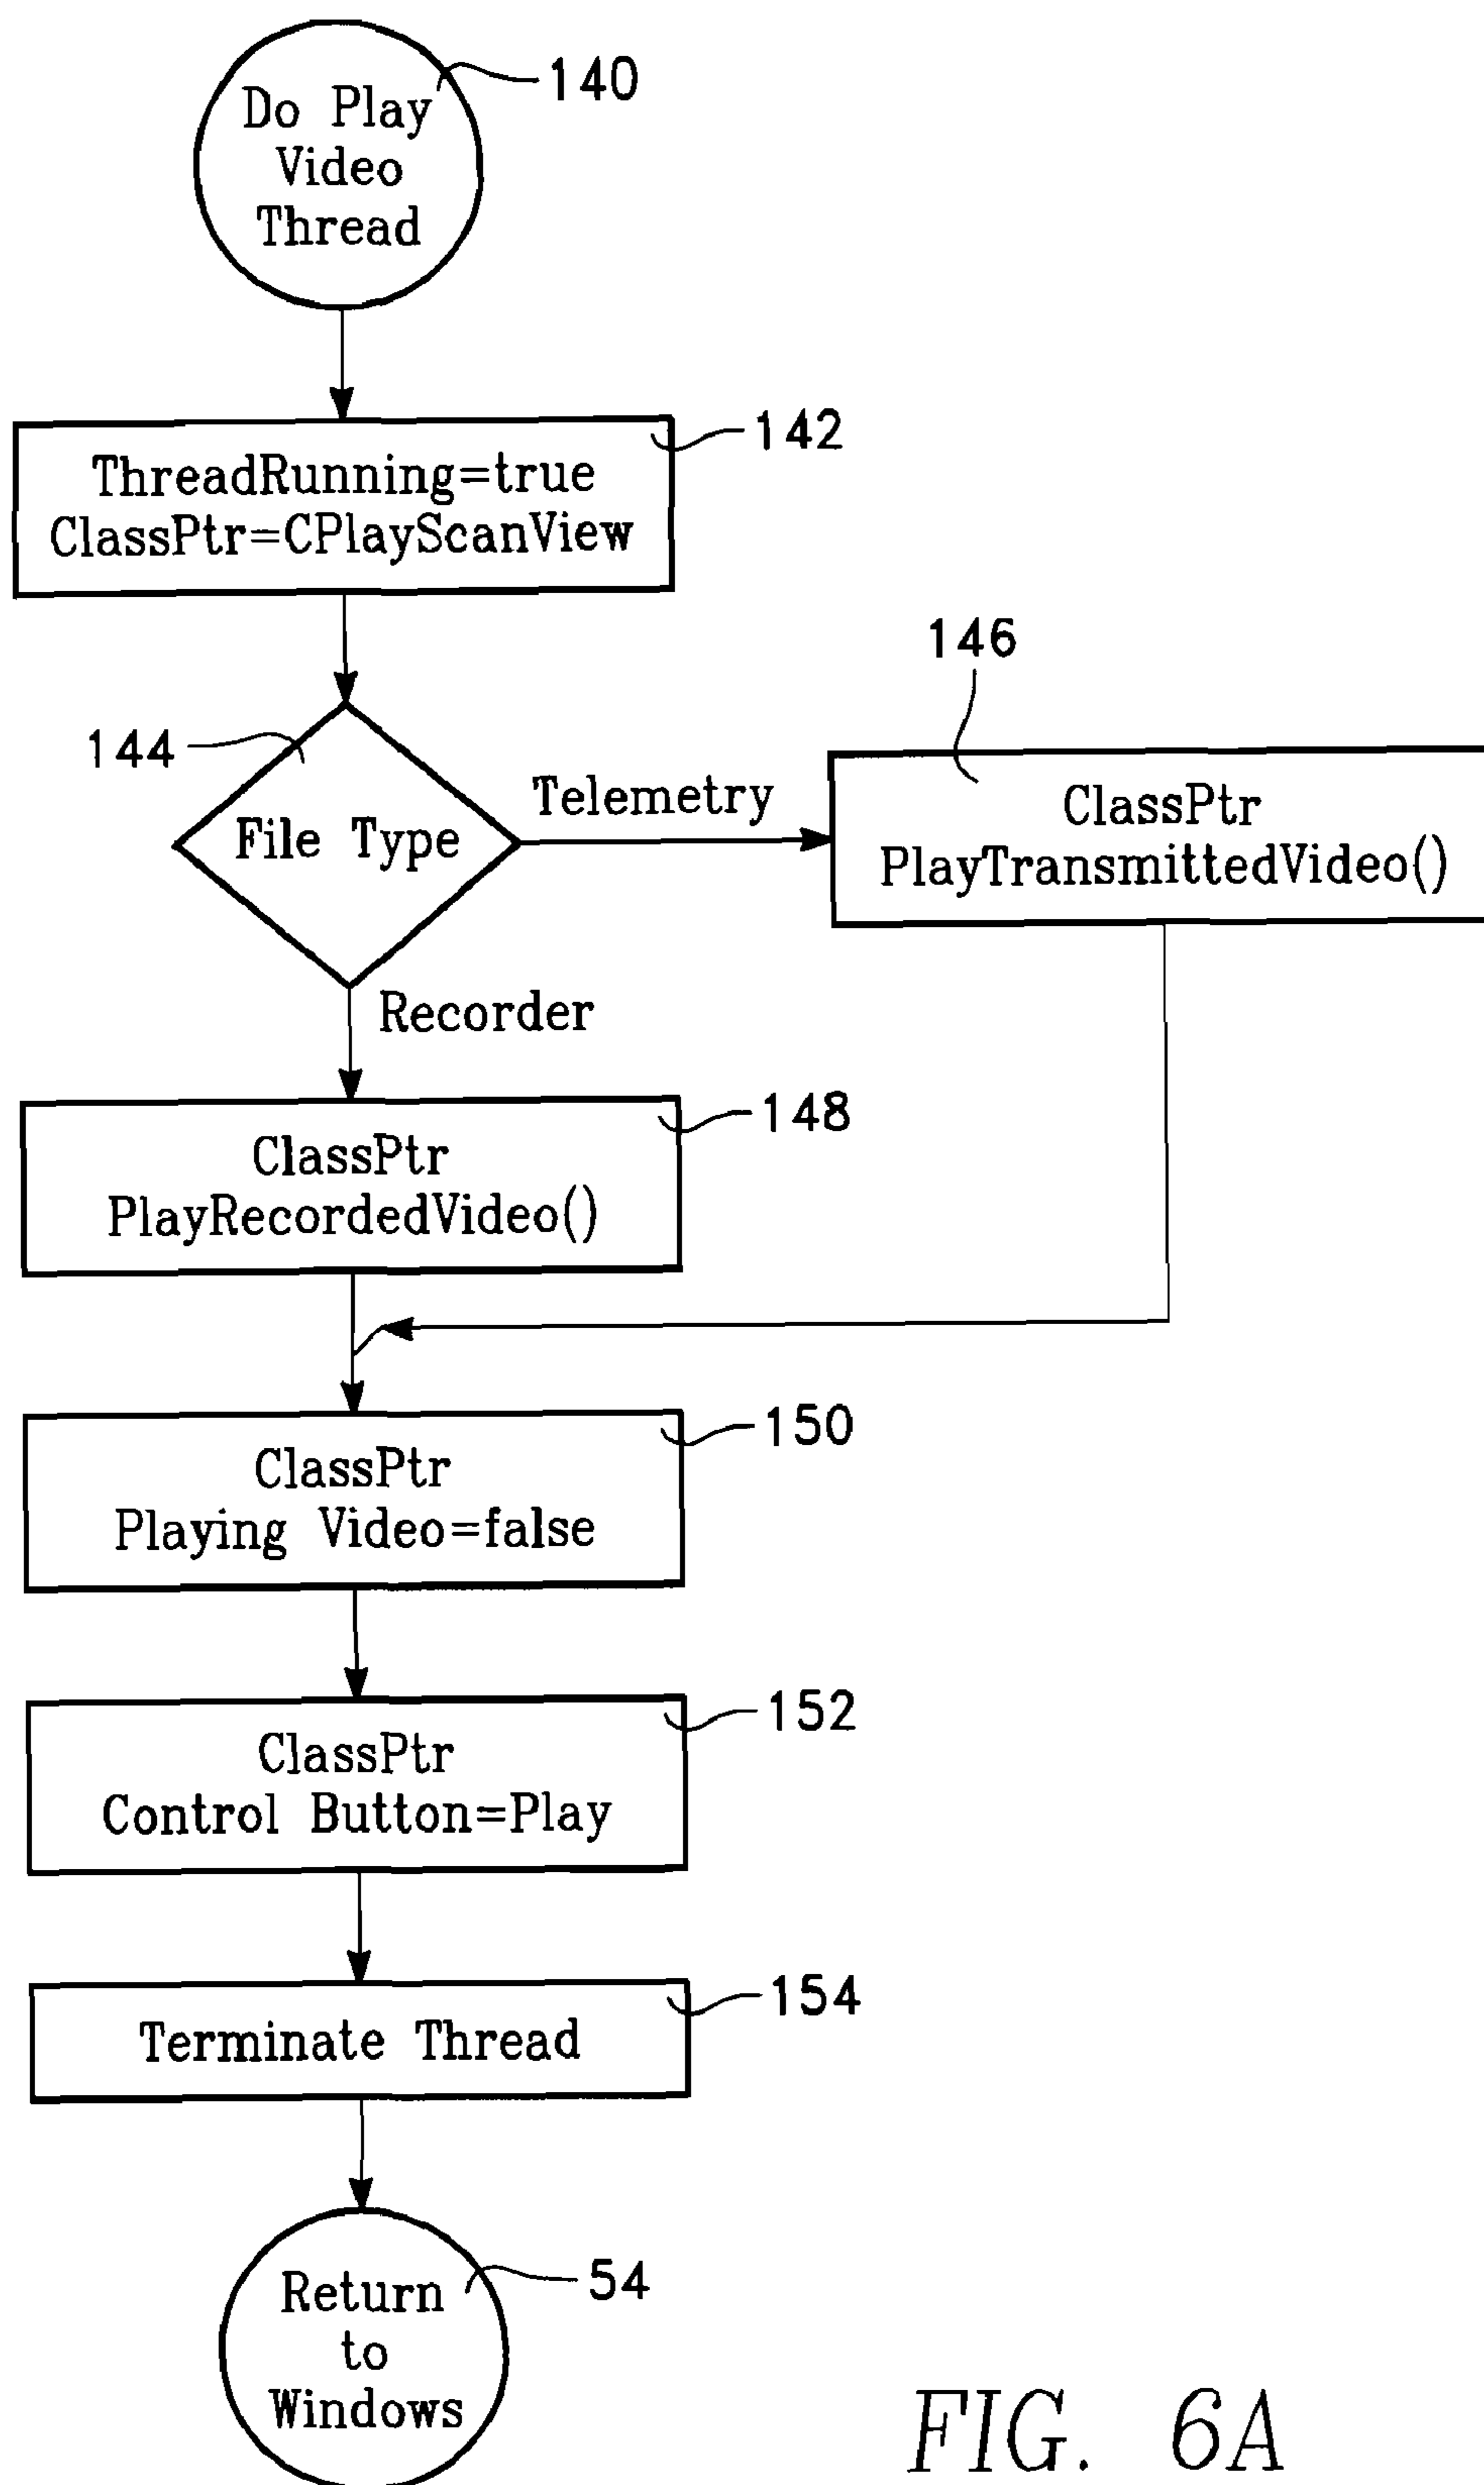 Do Play
Video
Thread
140
ThreadRunning=true
ClassPtr=CPlayScanView
142
144
File Type
Telemetry
146
ClassPtr
PlayTransmittedVideo()
Recorder
ClassPtr
PlayRecordedVideo()
148
ClassPtr
Playing Video=false
150
ClassPtr
Control Button=Play
152
Terminate Thread
154
Return
to
Windows
54
FIG. 6A